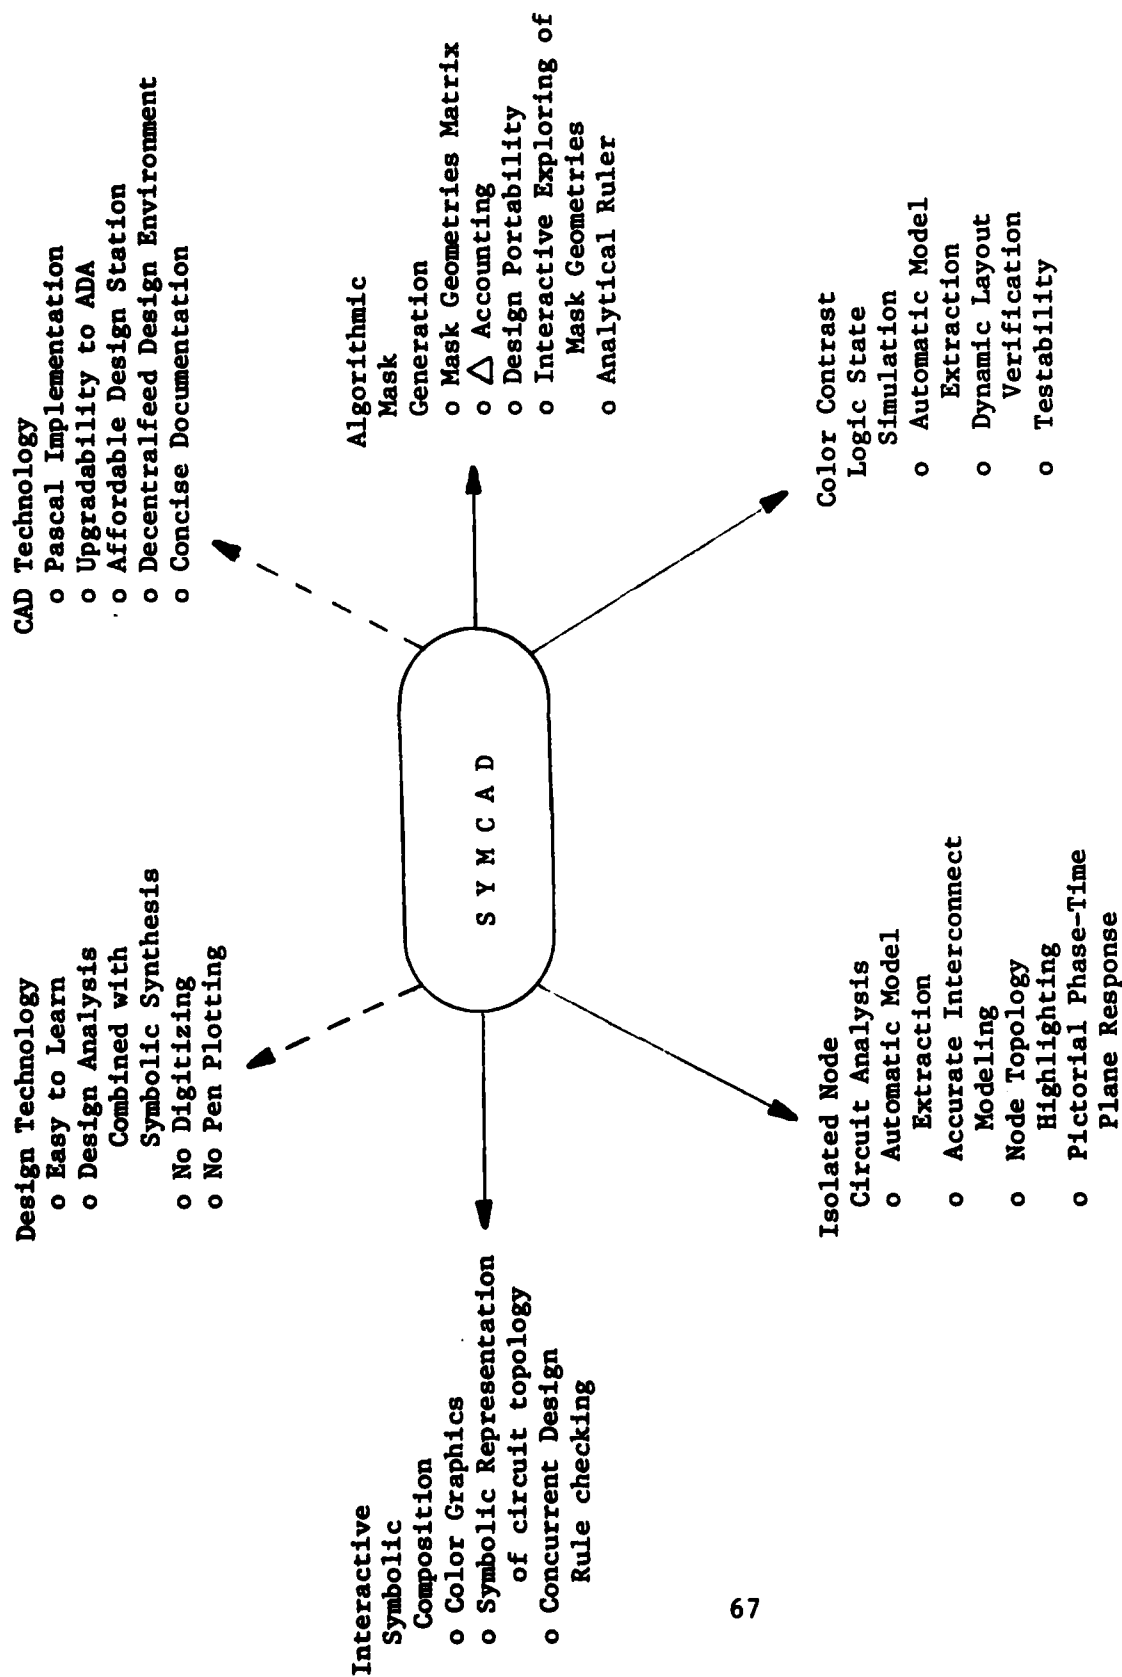 Design Technology
o Easy to Learn
o Design Analysis
Combined with
Symbolic Synthesis
o No Digitizing
o No Pen Plotting
CAD Technology
o Pascal Implementation
o Upgradability to ADA
o Affordable Design Station
o Decentralfeed Design Environment
o Concise Documentation
Interactive
Symbolic
Composition
o Color Graphics
o Symbolic Representation
of circuit topology
o Concurrent Design
Rule checking
S Y M C A D
Algorithmic
Mask
Generation
o Mask Geometries Matrix
o △ Accounting
o Design Portability
o Interactive Exploring of
Mask Geometries
o Analytical Ruler
Isolated Node
Circuit Analysis
o Automatic Model
Extraction
o Accurate Interconnect
Modeling
o Node Topology
Highlighting
o Pictorial Phase-Time
Plane Response
Color Contrast
Logic State
Simulation
o Automatic Model
Extraction
o Dynamic Layout
Verification
o Testability
67